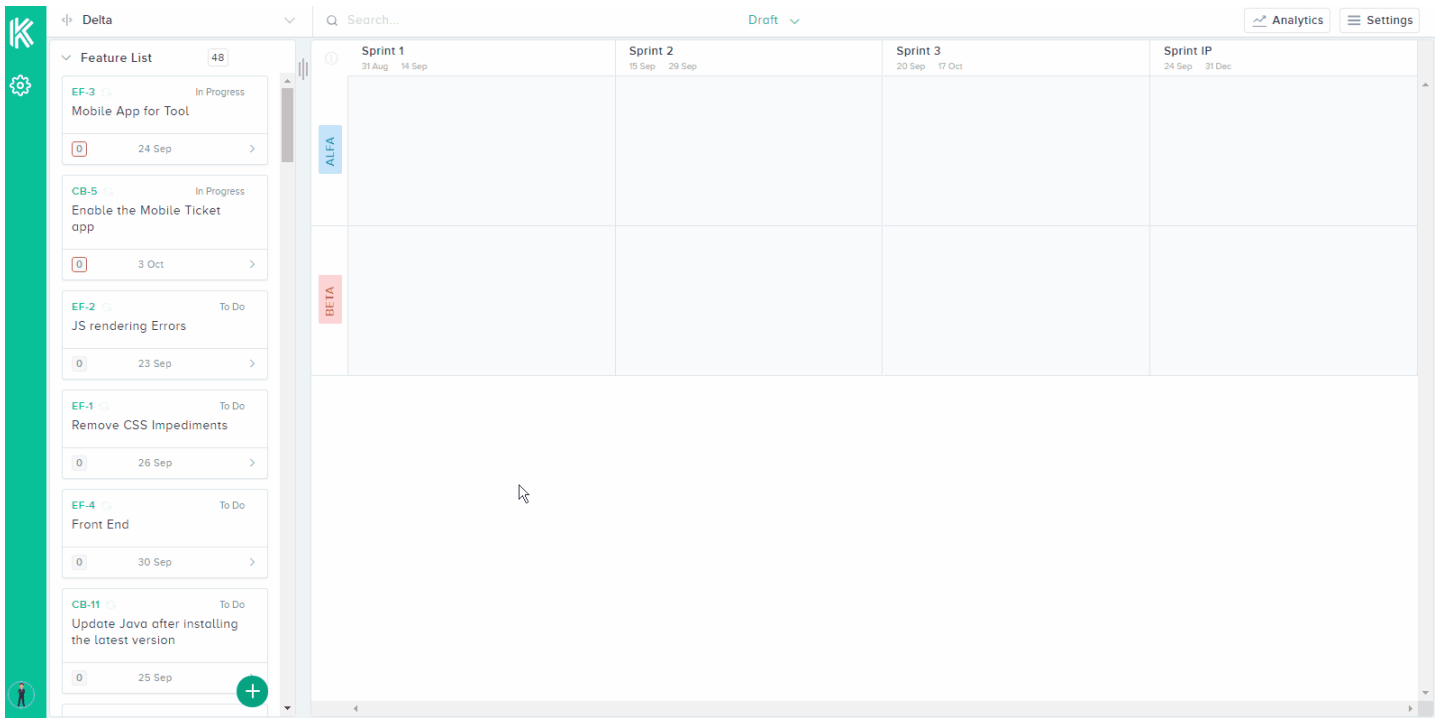 Delta
Search...
Draft
Analytics
Settings
Feature List 48
EF-3 In Progress
Mobile App for Tool
0 24 Sep
CB-5 In Progress
Enable the Mobile Ticket
app
0 3 Oct
EF-2 To Do
JS rendering Errors
0 23 Sep
EF-1 To Do
Remove CSS Impediments
0 26 Sep
EF-4 To Do
Front End
0 30 Sep
CB-11 To Do
Update Java after installing
the latest version
0 25 Sep
Sprint 1
31 Aug 14 Sep
Sprint 2
15 Sep 29 Sep
Sprint 3
20 Sep 17 Oct
Sprint IP
24 Sep 31 Dec
ALFA
BETA